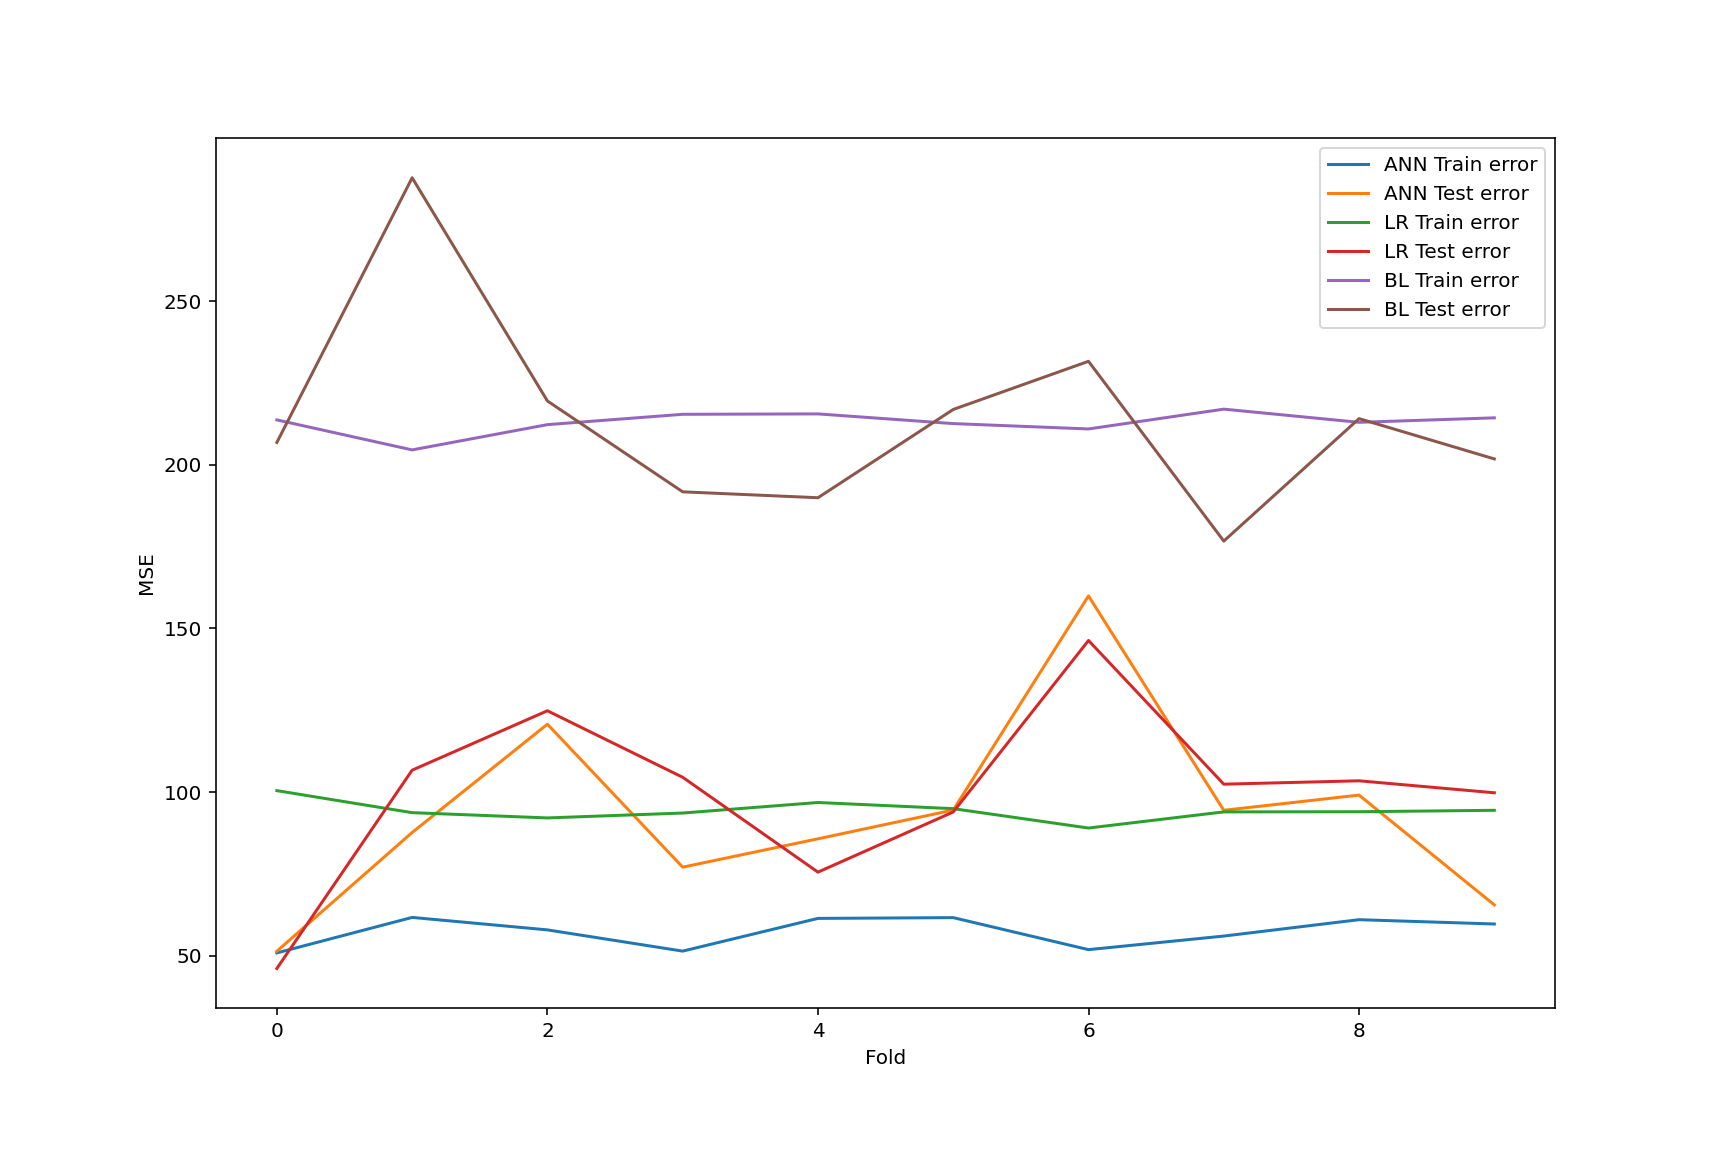 ANN Train error
ANN Test error
LR Train error
LR Test error
BL Train error
BL Test error
250
200
150
100
50
MSE
0 2 4 6 8
Fold